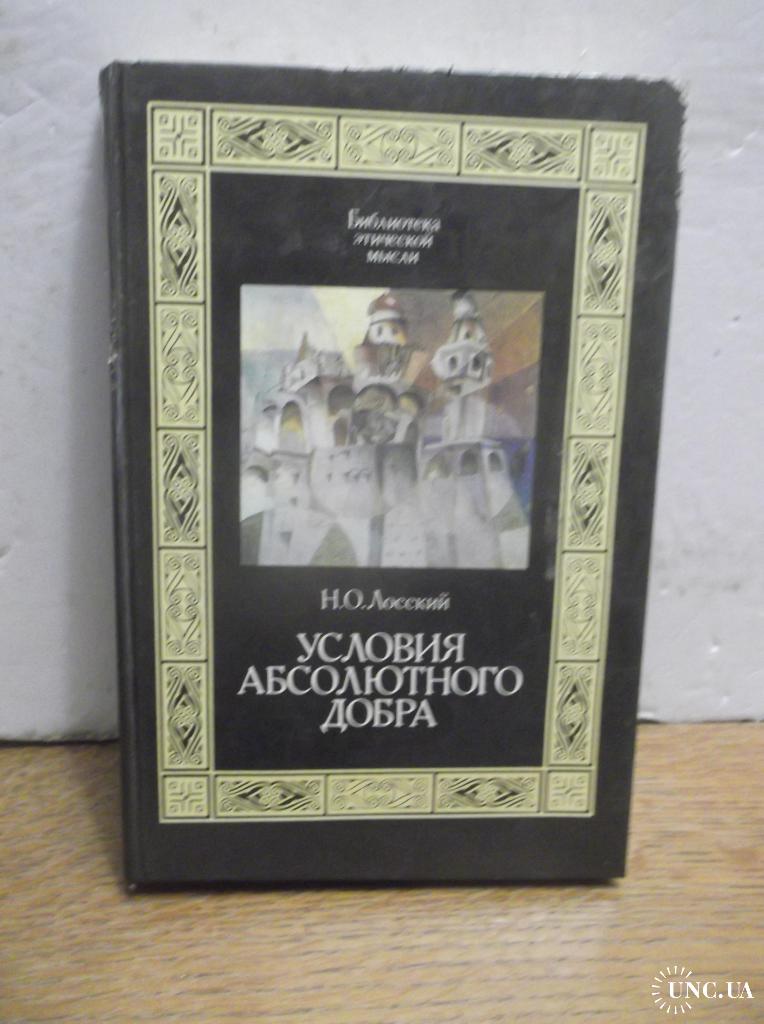 Библиотека
этической
мысли
Н.О. Лосский
УСЛОВИЯ
АБСОЛЮТНОГО
ДОБРА
UNC.UA